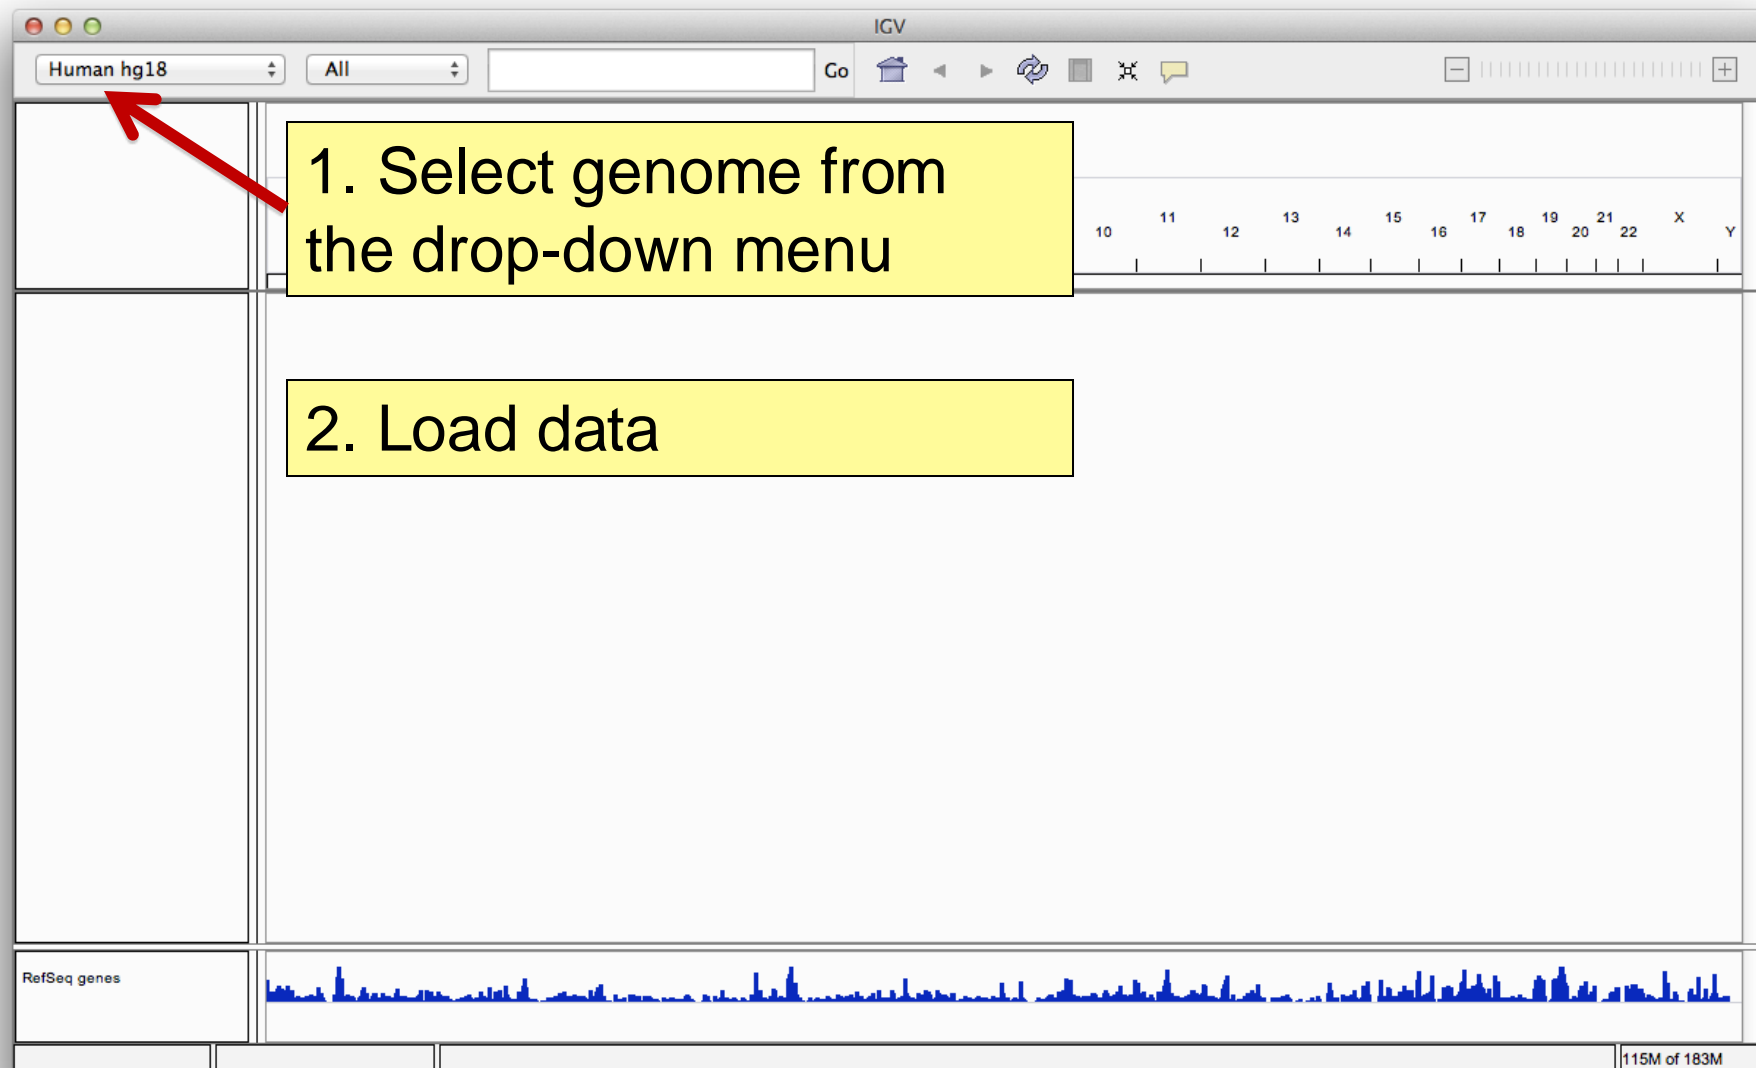 IGV
Human hg18
All
Go
1. Select genome from
the drop-down menu
10 11 12 13 14 15 16 17 18 19 20 21 22 X Y
2. Load data
RefSeq genes
115M of 183M